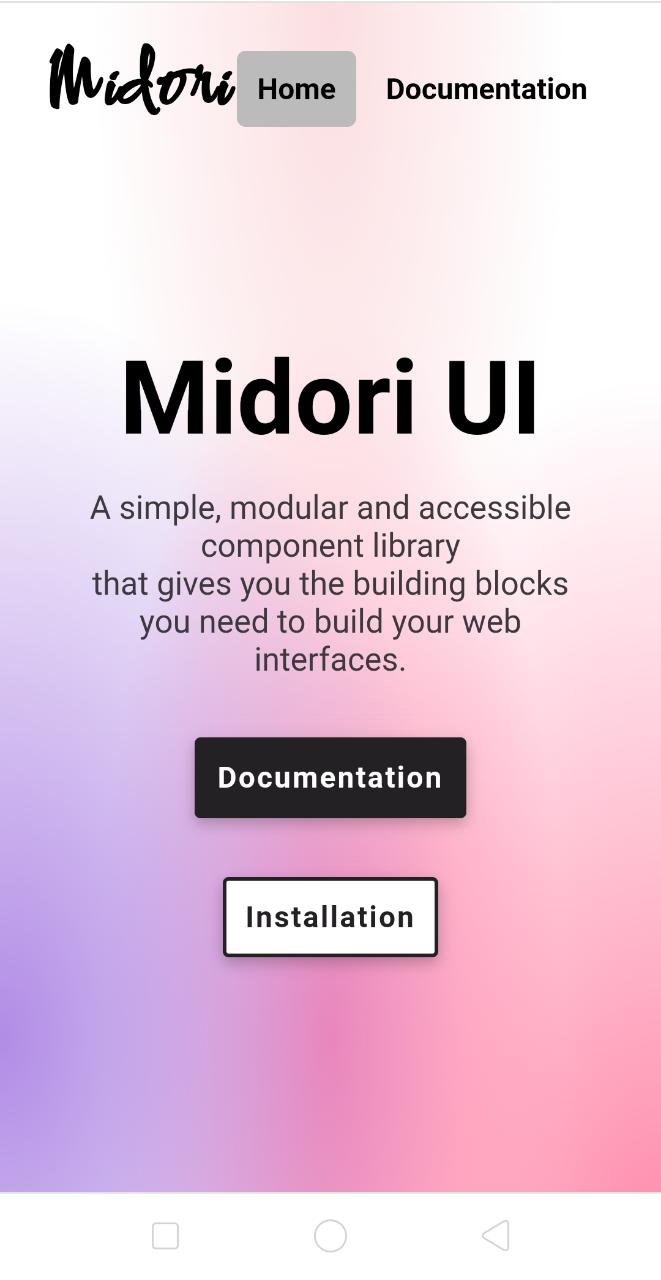 Midori Home Documentation
Midori UI
A simple, modular and accessible
component library
that gives you the building blocks
you need to build your web
interfaces.
Documentation
Installation